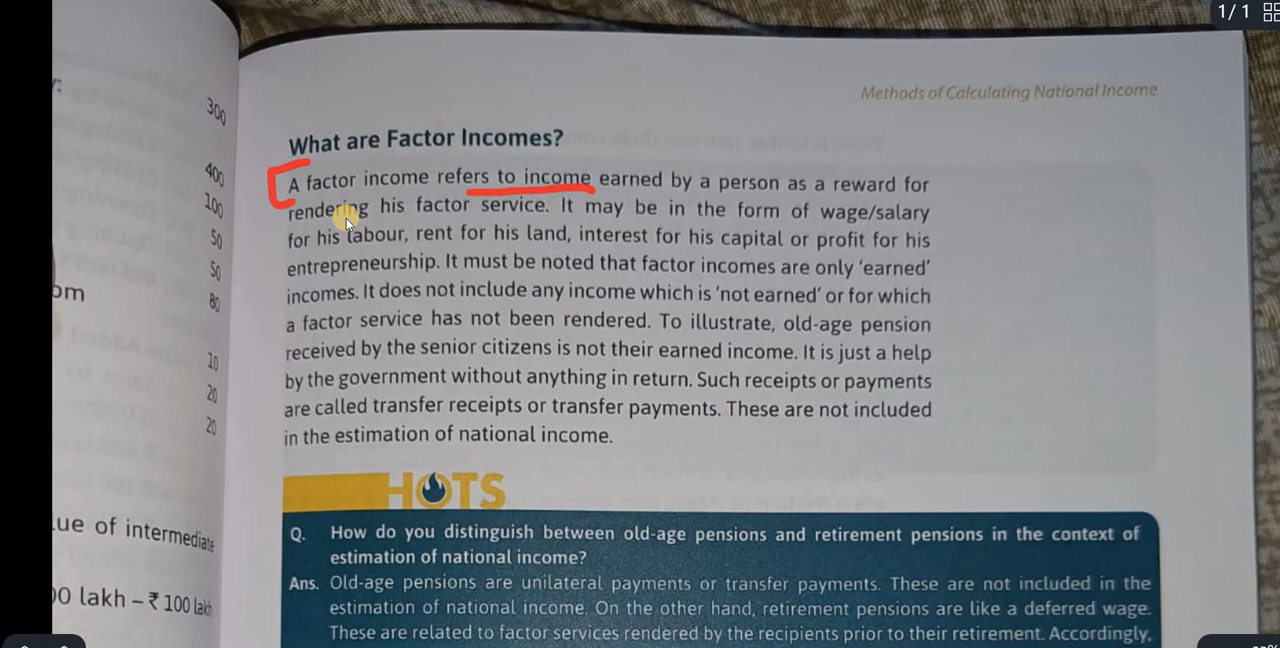 1/1
Methods of Calculating National Income
300
400
100
50
50
80
om
10
20
20
ue of intermediate
00 lakh – ₹ 100 lakh
What are Factor Incomes?
A factor income refers to income earned by a person as a reward for
rendering his factor service. It may be in the form of wage/salary
for his labour, rent for his land, interest for his capital or profit for his
entrepreneurship. It must be noted that factor incomes are only ‘earned’
incomes. It does not include any income which is ‘not earned’ or for which
a factor service has not been rendered. To illustrate, old-age pension
received by the senior citizens is not their earned income. It is just a help
by the government without anything in return. Such receipts or payments
are called transfer receipts or transfer payments. These are not included
in the estimation of national income.
HOTS
Q. How do you distinguish between old-age pensions and retirement pensions in the context of
estimation of national income?
Ans. Old-age pensions are unilateral payments or transfer payments. These are not included in the
estimation of national income. On the other hand, retirement pensions are like a deferred wage.
These are related to factor services rendered by the recipients prior to their retirement. Accordingly,